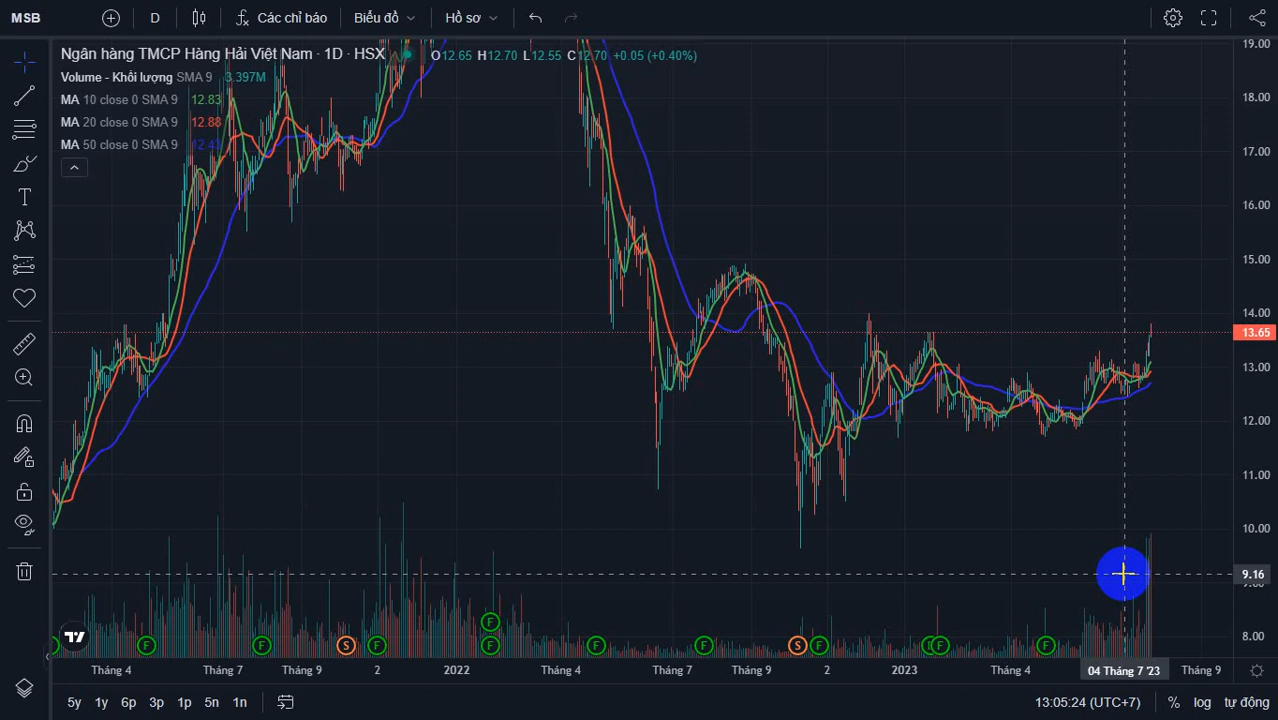 MSB D Các chỉ báo Biểu đồ Hồ sơ
Ngân hàng TMCP Hàng Hải Việt Nam · 1D · HSX O12.65 H12.70 L12.55 C12.70 +0.05 (+0.40%)
Volume - Khối lượng SMA 9 3.397M
MA 10 close 0 SMA 9 12.83
MA 20 close 0 SMA 9 12.88
MA 50 close 0 SMA 9 12.43
19.00
18.00
17.00
16.00
15.00
14.00
13.65
13.00
12.00
11.00
10.00
9.16
9.00
8.00
F F F S F F F F F S F F F
Tháng 4 Tháng 7 Tháng 9 2 2022 Tháng 4 Tháng 7 Tháng 9 2 2023 Tháng 4 04 Tháng 7 '23 Tháng 9
5y 1y 6p 3p 1p 5n 1n 13:05:24 (UTC+7) % log tự động